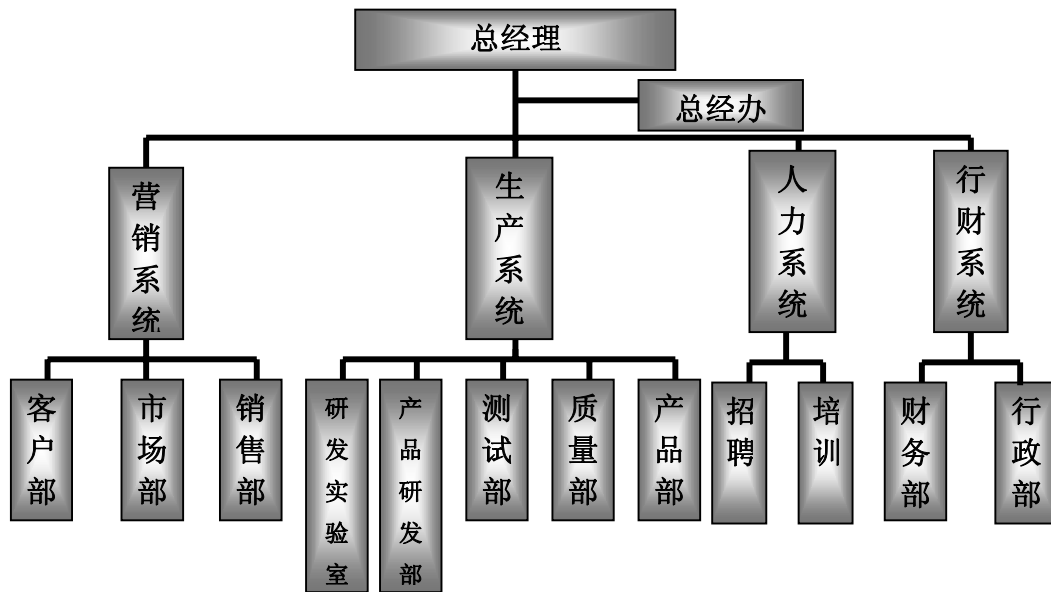 总经理
总经办
营销系统
生产系统
人力系统
行财系统
客户部
市场部
销售部
研发实验室
产品研发部
测试部
质量部
产品部
招聘
培训
财务部
行政部